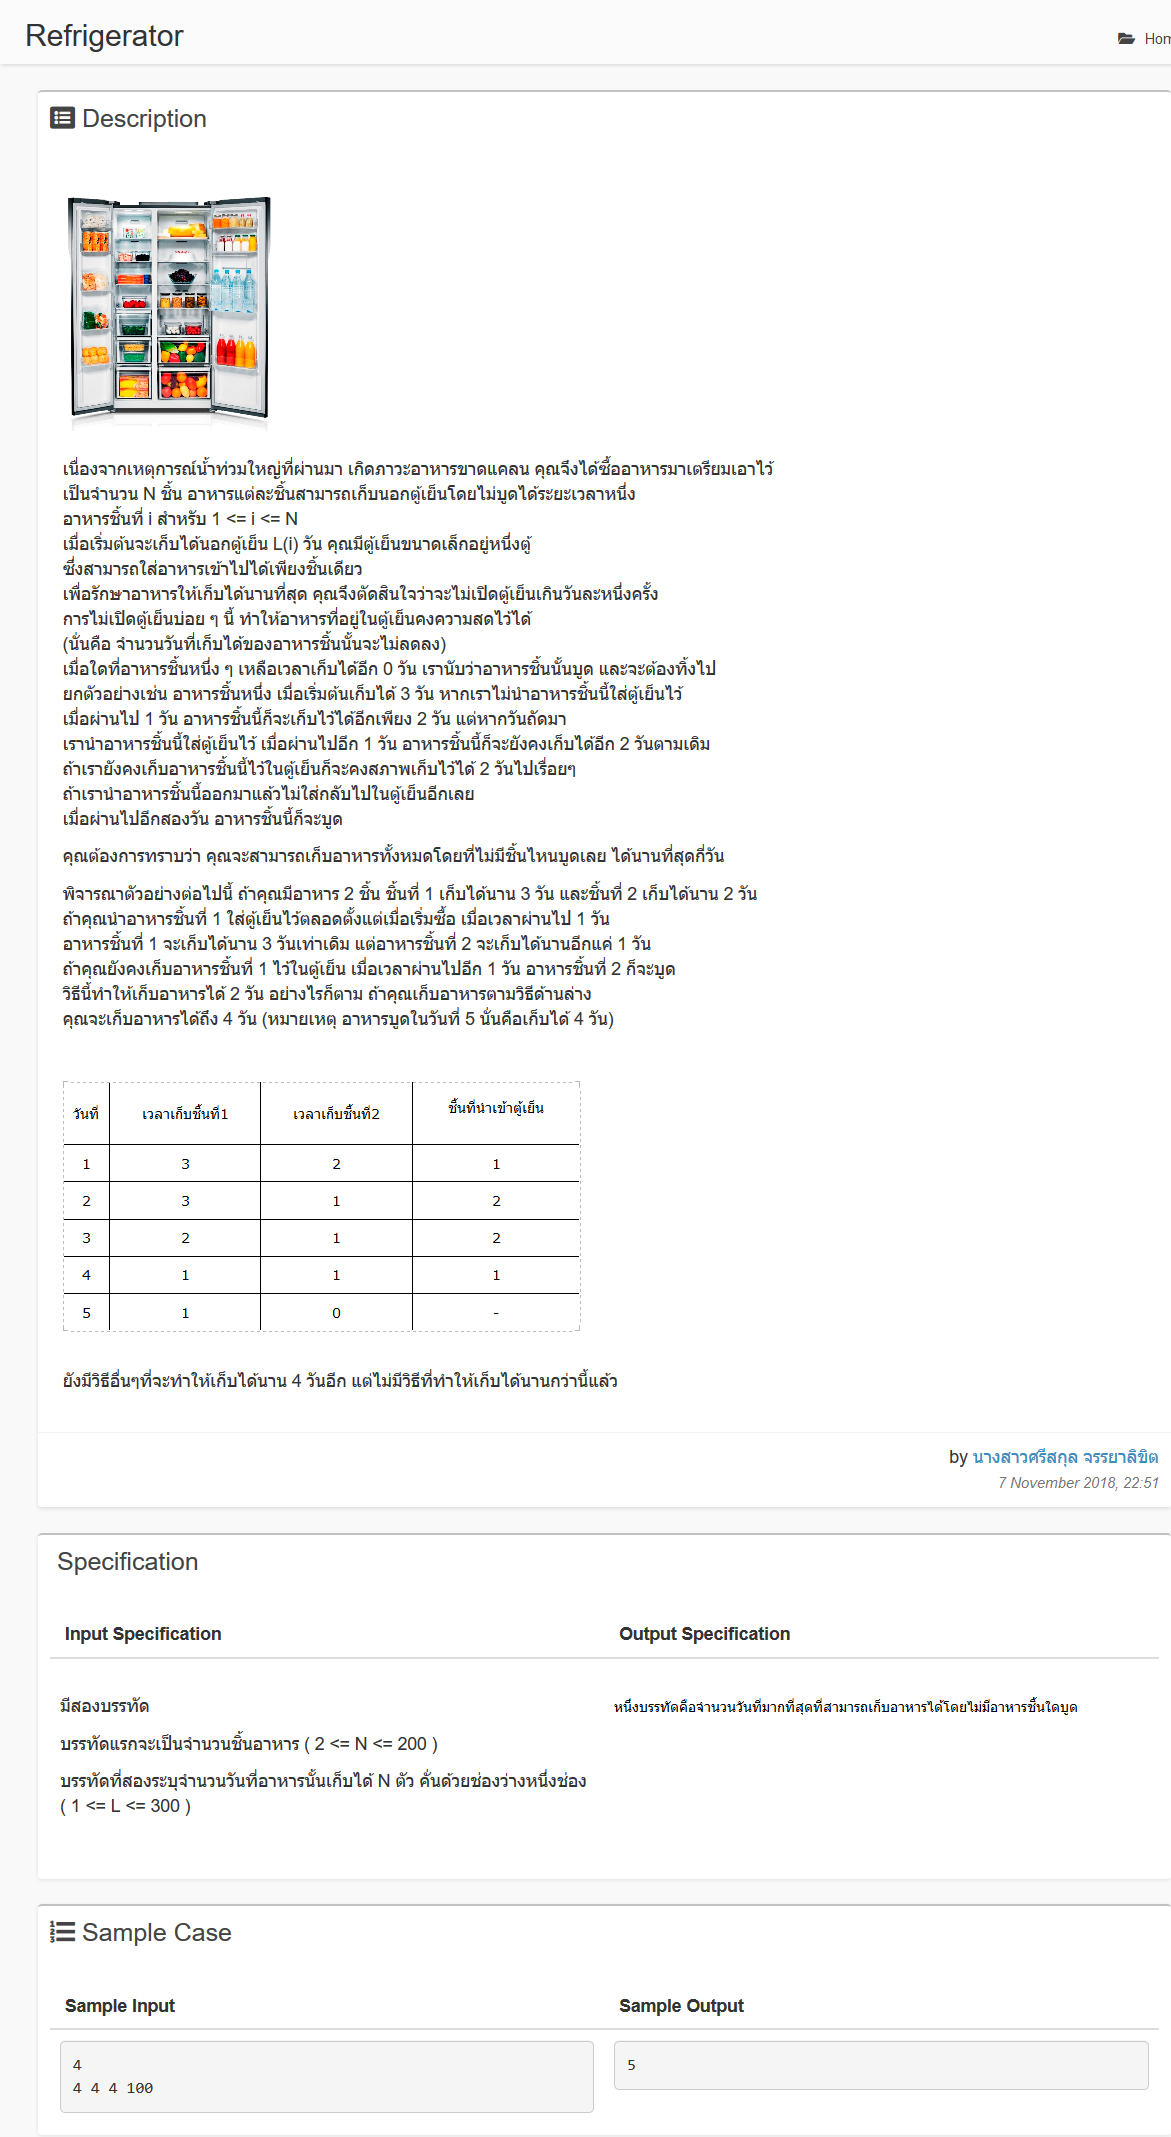 Refrigerator
Hom
Description
เนื่องจากเหตุการณ์น้ำท่วมใหญ่ที่ผ่านมา เกิดภาวะอาหารขาดแคลน คุณจึงได้ซื้ออาหารมาเตรียมเอาไว้
เป็นจำนวน N ชิ้น อาหารแต่ละชิ้นสามารถเก็บนอกตู้เย็นโดยไม่บูดได้ระยะเวลาหนึ่ง
อาหารชิ้นที่ i สำหรับ 1 <= i <= N
เมื่อเริ่มต้นจะเก็บได้นอกตู้เย็น L(i) วัน คุณมีตู้เย็นขนาดเล็กอยู่หนึ่งตู้
ซึ่งสามารถใส่อาหารเข้าไปได้เพียงชิ้นเดียว
เพื่อรักษาอาหารให้เก็บได้นานที่สุด คุณจึงตัดสินใจว่าจะไม่เปิดตู้เย็นเกินวันละหนึ่งครั้ง
การไม่เปิดตู้เย็นบ่อย ๆ นี้ ทำให้อาหารที่อยู่ในตู้เย็นคงความสดไว้ได้
(นั่นคือ จำนวนวันที่เก็บได้ของอาหารชิ้นนั้นจะไม่ลดลง)
เมื่อใดที่อาหารชิ้นหนึ่ง ๆ เหลือเวลาเก็บได้อีก 0 วัน เรานับว่าอาหารชิ้นนั้นบูด และจะต้องทิ้งไป
ยกตัวอย่างเช่น อาหารชิ้นหนึ่ง เมื่อเริ่มต้นเก็บได้ 3 วัน หากเราไม่นำอาหารชิ้นนี้ใส่ตู้เย็นไว้
เมื่อผ่านไป 1 วัน อาหารชิ้นนี้ก็จะเก็บไว้ได้อีกเพียง 2 วัน แต่หากวันถัดมา
เรานำอาหารชิ้นนี้ใส่ตู้เย็นไว้ เมื่อผ่านไปอีก 1 วัน อาหารชิ้นนี้ก็จะยังคงเก็บได้อีก 2 วันตามเดิม
ถ้าเรายังคงเก็บอาหารชิ้นนี้ไว้ในตู้เย็นก็จะคงสภาพเก็บไว้ได้ 2 วันไปเรื่อยๆ
ถ้าเรานำอาหารชิ้นนี้ออกมาแล้วไม่ใส่กลับไปในตู้เย็นอีกเลย
เมื่อผ่านไปอีกสองวัน อาหารชิ้นนี้ก็จะบูด
คุณต้องการทราบว่า คุณจะสามารถเก็บอาหารทั้งหมดโดยที่ไม่มีชิ้นไหนบูดเลย ได้นานที่สุดกี่วัน
พิจารณาตัวอย่างต่อไปนี้ ถ้าคุณมีอาหาร 2 ชิ้น ชิ้นที่ 1 เก็บได้นาน 3 วัน และชิ้นที่ 2 เก็บได้นาน 2 วัน
ถ้าคุณนำอาหารชิ้นที่ 1 ใส่ตู้เย็นไว้ตลอดตั้งแต่เมื่อเริ่มซื้อ เมื่อเวลาผ่านไป 1 วัน
อาหารชิ้นที่ 1 จะเก็บได้นาน 3 วันเท่าเดิม แต่อาหารชิ้นที่ 2 จะเก็บได้นานอีกแค่ 1 วัน
ถ้าคุณยังคงเก็บอาหารชิ้นที่ 1 ไว้ในตู้เย็น เมื่อเวลาผ่านไปอีก 1 วัน อาหารชิ้นที่ 2 ก็จะบูด
วิธีนี้ทำให้เก็บอาหารได้ 2 วัน อย่างไรก็ตาม ถ้าคุณเก็บอาหารตามวิธีด้านล่าง
คุณจะเก็บอาหารได้ถึง 4 วัน (หมายเหตุ อาหารบูดในวันที่ 5 นั่นคือเก็บได้ 4 วัน)
วันที่ เวลาเก็บชิ้นที่1 เวลาเก็บชิ้นที่2 ชิ้นที่นำเข้าตู้เย็น
1 3 2 1
2 3 1 2
3 2 1 2
4 1 1 1
5 1 0 -
ยังมีวิธีอื่นๆที่จะทำให้เก็บได้นาน 4 วันอีก แต่ไม่มีวิธีที่ทำให้เก็บได้นานกว่านี้แล้ว
by นางสาวศรีสกุล จรรยาลิขิต
7 November 2018, 22:51
Specification
Input Specification Output Specification
มีสองบรรทัด หนึ่งบรรทัดคือจำนวนวันที่มากที่สุดที่สามารถเก็บอาหารได้โดยไม่มีอาหารชิ้นใดบูด
บรรทัดแรกจะเป็นจำนวนชิ้นอาหาร ( 2 <= N <= 200 )
บรรทัดที่สองระบุจำนวนวันที่อาหารนั้นเก็บได้ N ตัว คั่นด้วยช่องว่างหนึ่งช่อง
( 1 <= L <= 300 )
Sample Case
Sample Input Sample Output
4 5
4 4 4 100